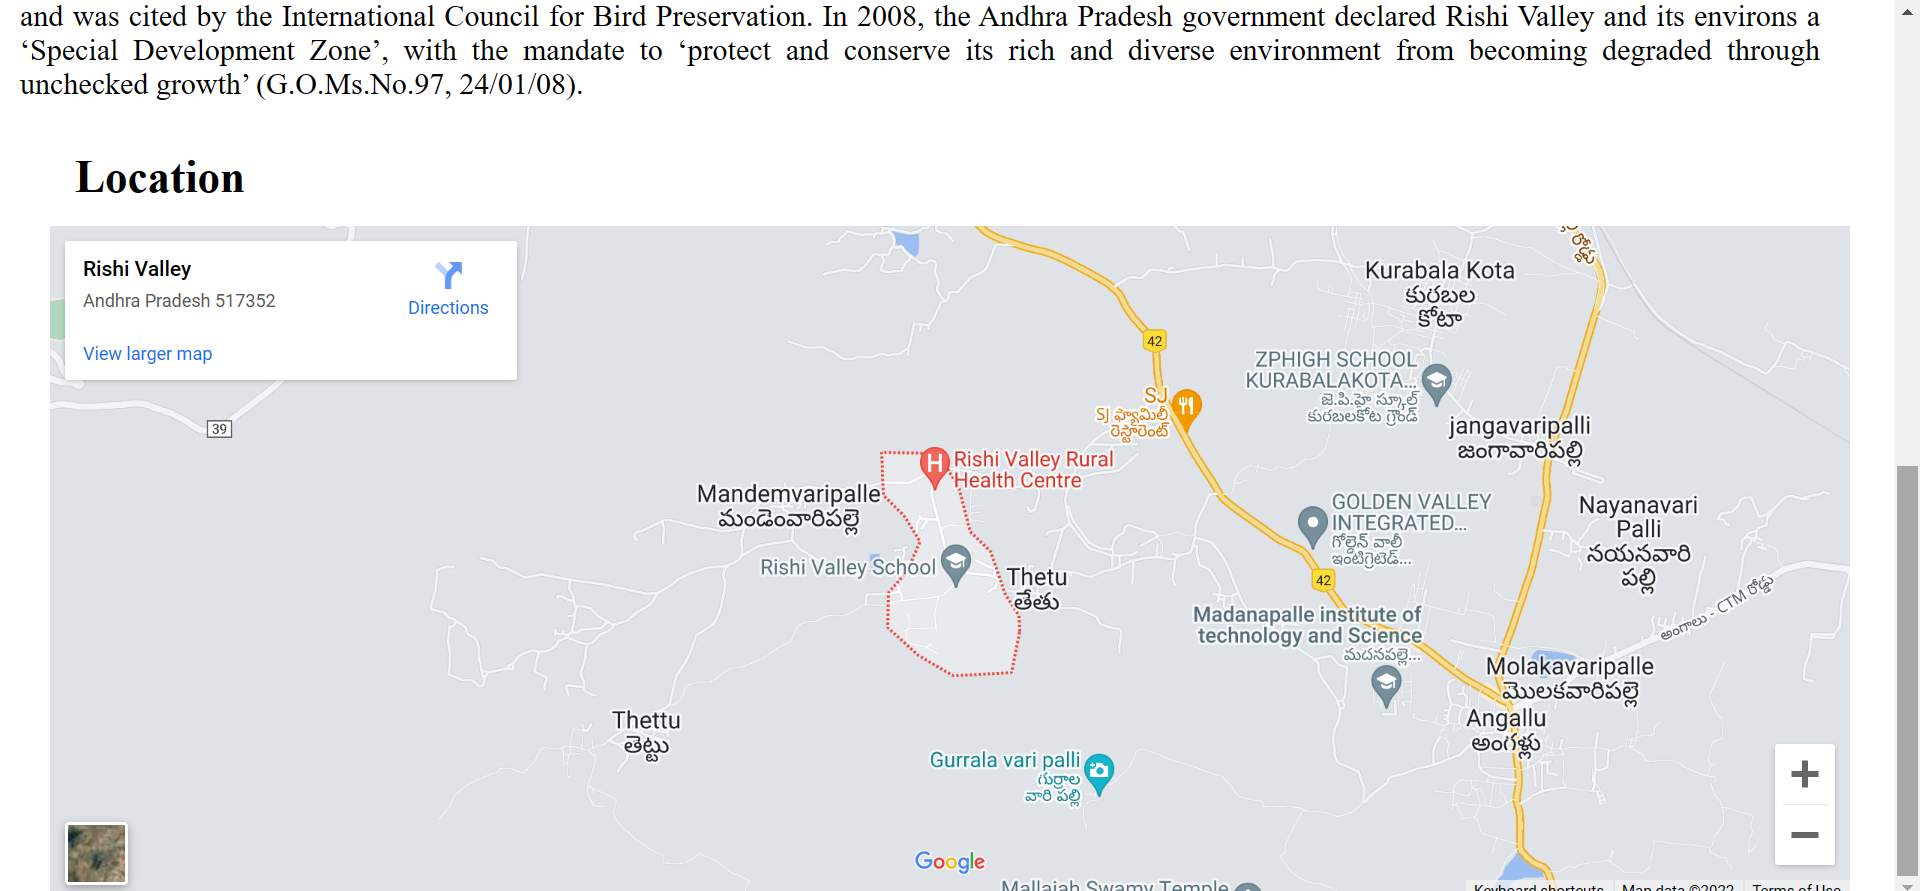 and was cited by the International Council for Bird Preservation. In 2008, the Andhra Pradesh government declared Rishi Valley and its environs a
‘Special Development Zone’, with the mandate to ‘protect and conserve its rich and diverse environment from becoming degraded through
unchecked growth’ (G.O.Ms.No.97, 24/01/08).
Location
Rishi Valley
Andhra Pradesh 517352
Directions
View larger map
39
42
Kurabala Kota
కురబల
కోటా
రోడ్డు
ZPHIGH SCHOOL
KURABALAKOTA...
జె.పి.హై స్కూల్
కురబలకోట గ్రౌండ్
SJ
SJ ఫ్యామిలీ
రెస్టారెంట్
jangavaripalli
జంగావారిపల్లి
Rishi Valley Rural
Health Centre
Mandemvaripalle
మండెంవారిపల్లె
GOLDEN VALLEY
INTEGRATED...
గోల్డెన్ వాలీ
ఇంటిగ్రెటెడ్...
Nayanavari
Palli
నయనవారి
పల్లి
Rishi Valley School
Thetu
తేతు
42
అంగాలు - CTM రోడ్డు
Madanapalle institute of
technology and Science
మదనపల్లె...
Molakavaripalle
మొలకవారిపల్లె
Angallu
అంగళ్లు
Thettu
తెట్టు
Gurrala vari palli
గుర్రాల
వారి పల్లి
+
−
Google
Mallaiah Swamy Temple
Keyboard shortcuts
Map data ©2022
Terms of Use